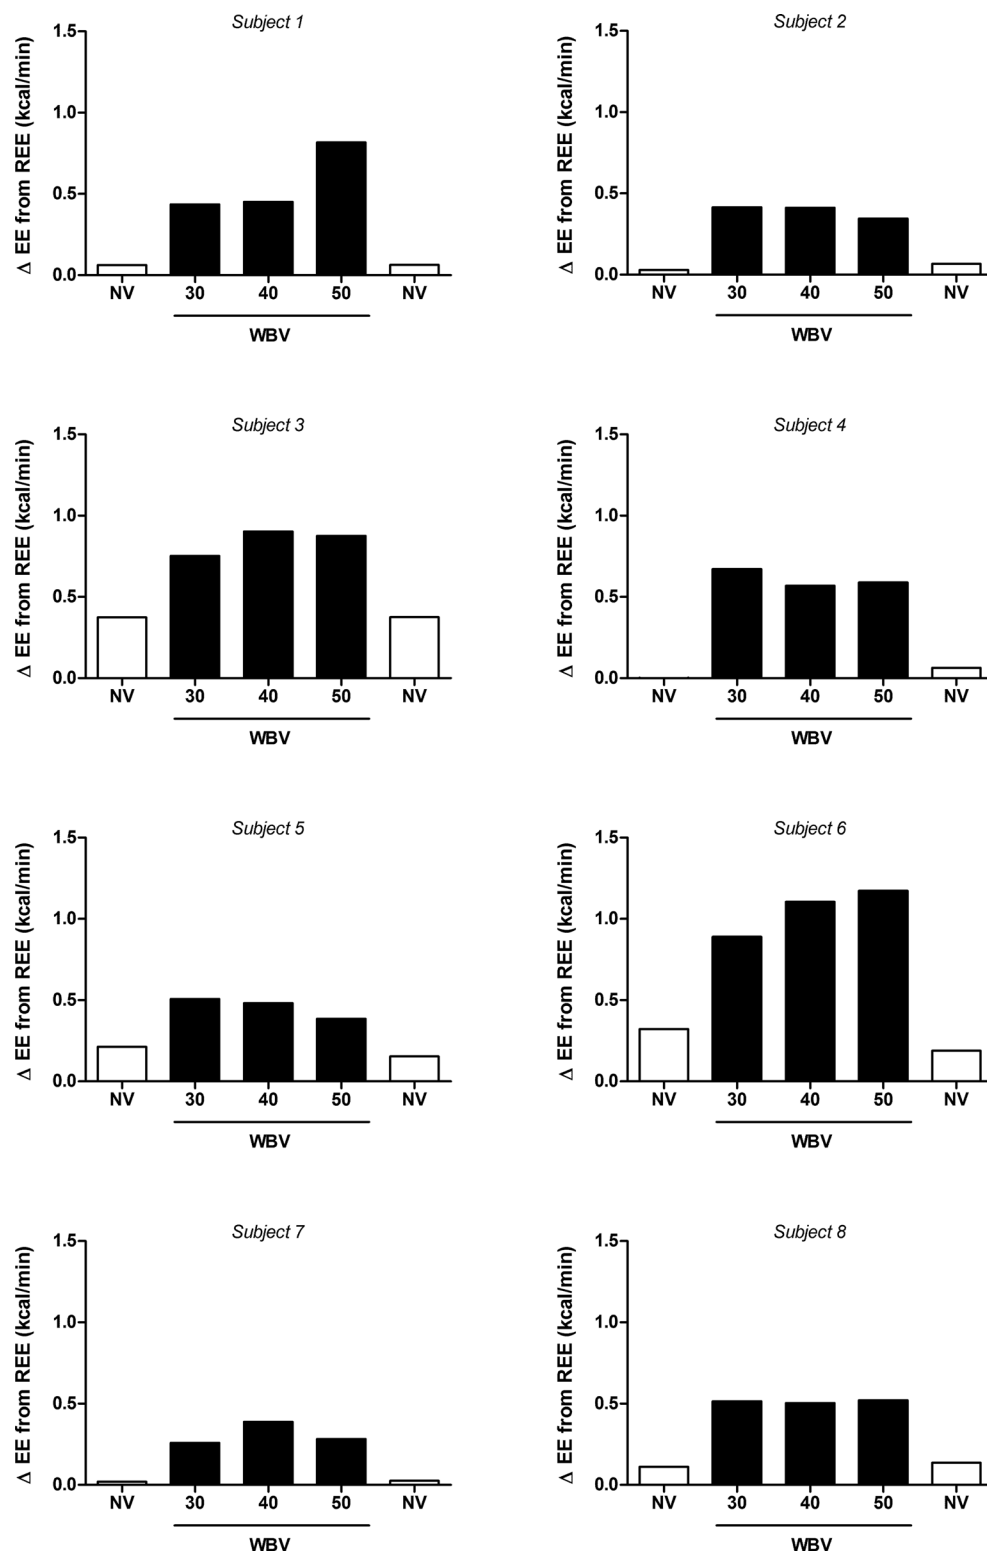 Subject 1
Δ EE from REE (kcal/min)
1.5
1.0
0.5
0.0
NV 30 40 50 NV
WBV
Subject 2
Δ EE from REE (kcal/min)
1.5
1.0
0.5
0.0
NV 30 40 50 NV
WBV
Subject 3
Δ EE from REE (kcal/min)
1.5
1.0
0.5
0.0
NV 30 40 50 NV
WBV
Subject 4
Δ EE from REE (kcal/min)
1.5
1.0
0.5
0.0
NV 30 40 50 NV
WBV
Subject 5
Δ EE from REE (kcal/min)
1.5
1.0
0.5
0.0
NV 30 40 50 NV
WBV
Subject 6
Δ EE from REE (kcal/min)
1.5
1.0
0.5
0.0
NV 30 40 50 NV
WBV
Subject 7
Δ EE from REE (kcal/min)
1.5
1.0
0.5
0.0
NV 30 40 50 NV
WBV
Subject 8
Δ EE from REE (kcal/min)
1.5
1.0
0.5
0.0
NV 30 40 50 NV
WBV